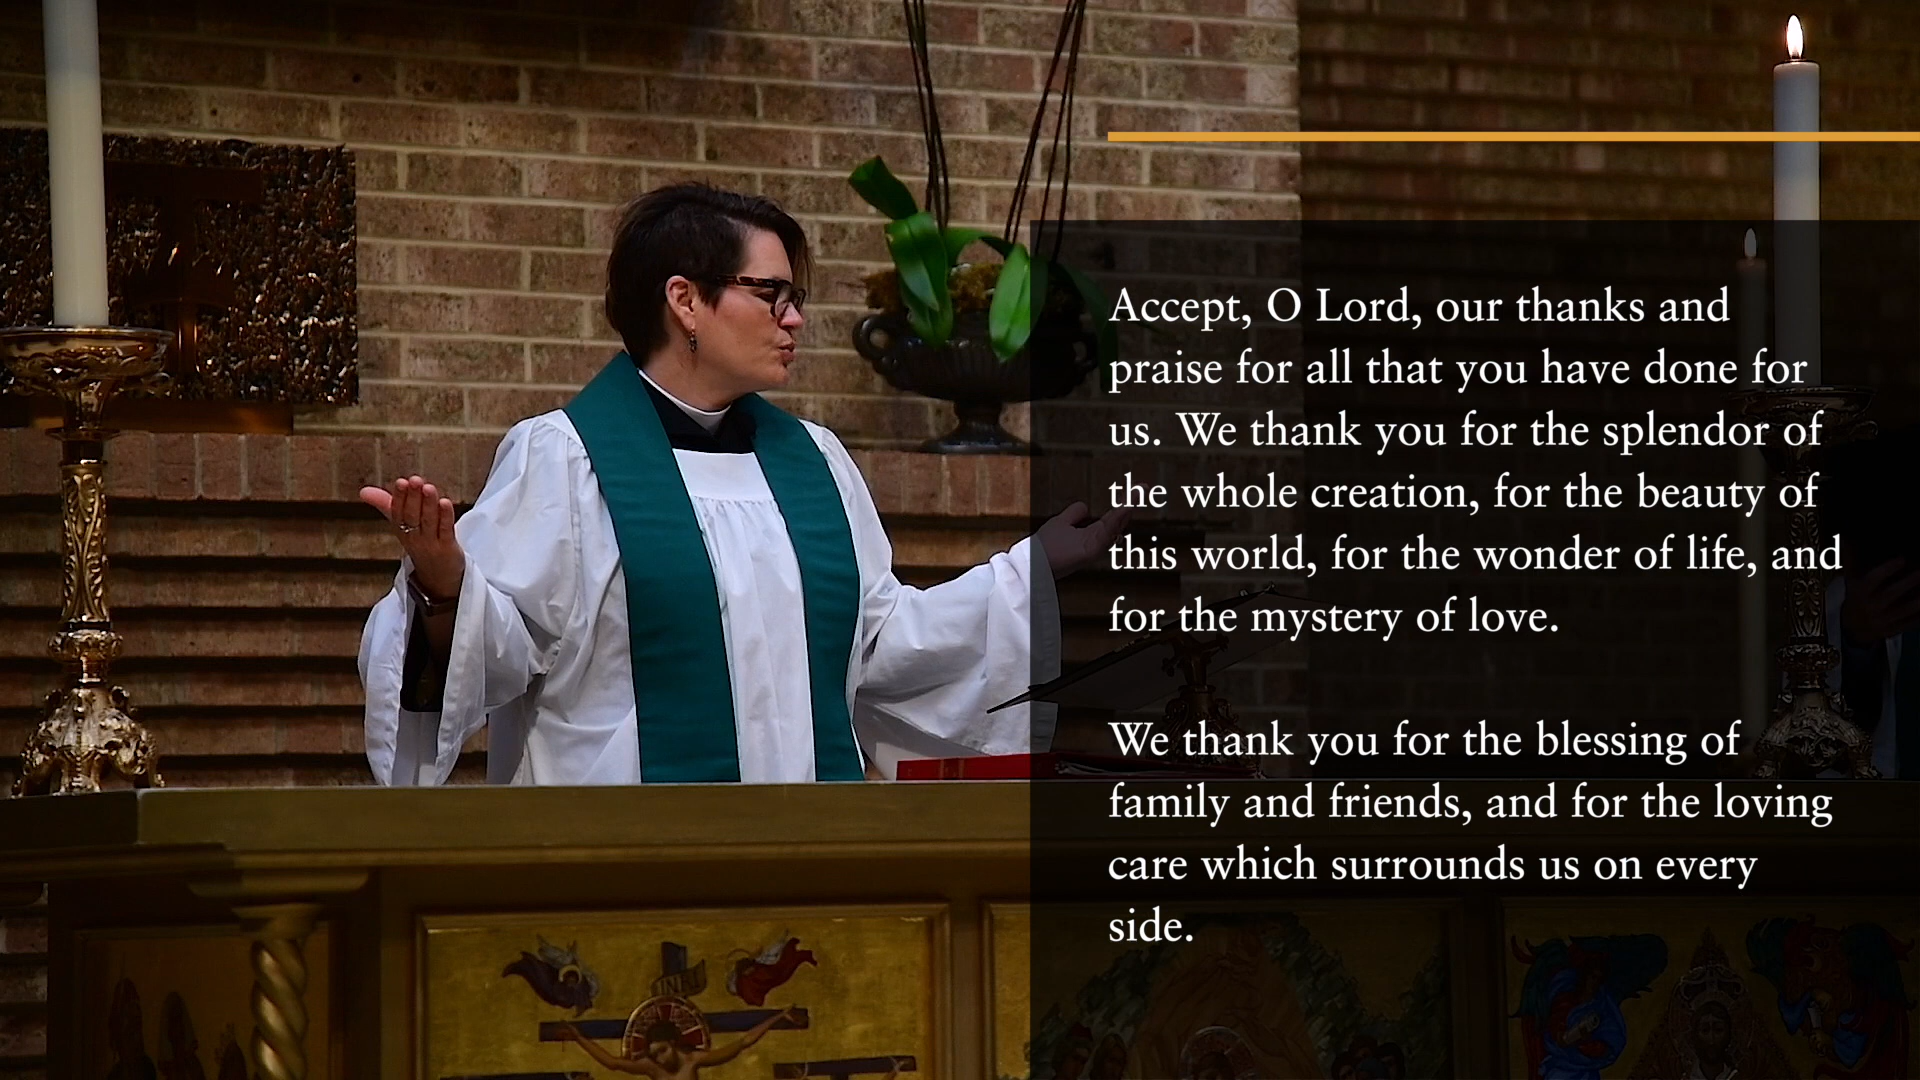 Accept, O Lord, our thanks and
praise for all that you have done for
us. We thank you for the splendor of
the whole creation, for the beauty of
this world, for the wonder of life, and
for the mystery of love.
We thank you for the blessing of
family and friends, and for the loving
care which surrounds us on every
side.
INRI